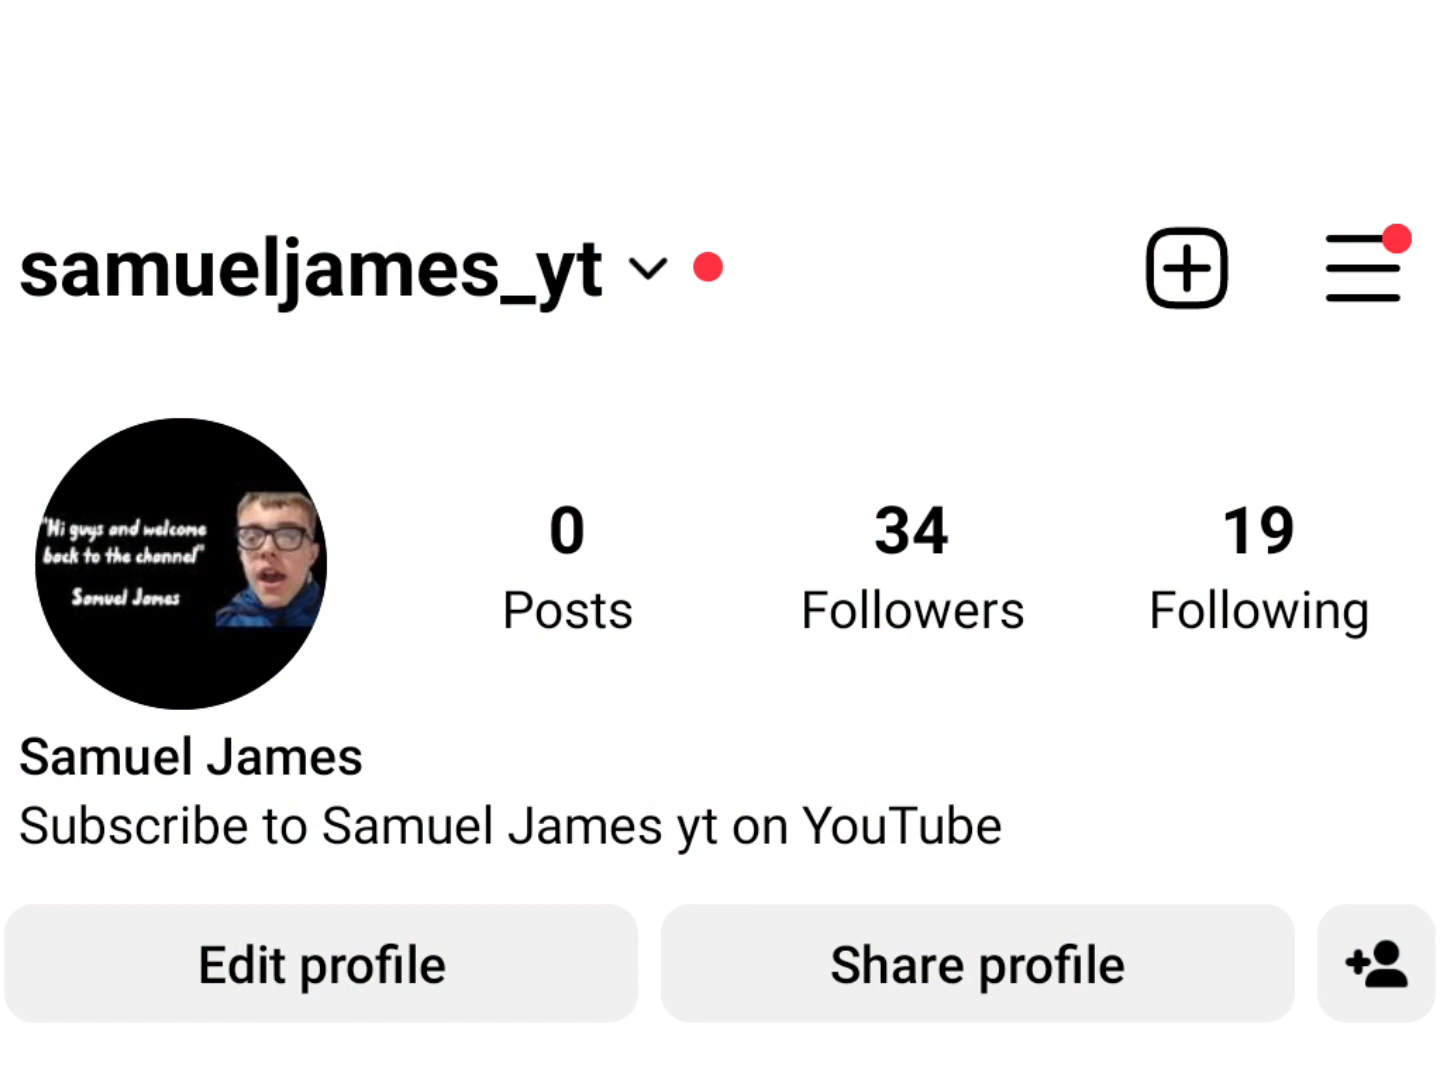 samueljames_yt
"Hi guys and welcome
back to the channel"
Samuel James
0
34
19
Posts
Followers
Following
Samuel James
Subscribe to Samuel James yt on YouTube
Edit profile
Share profile